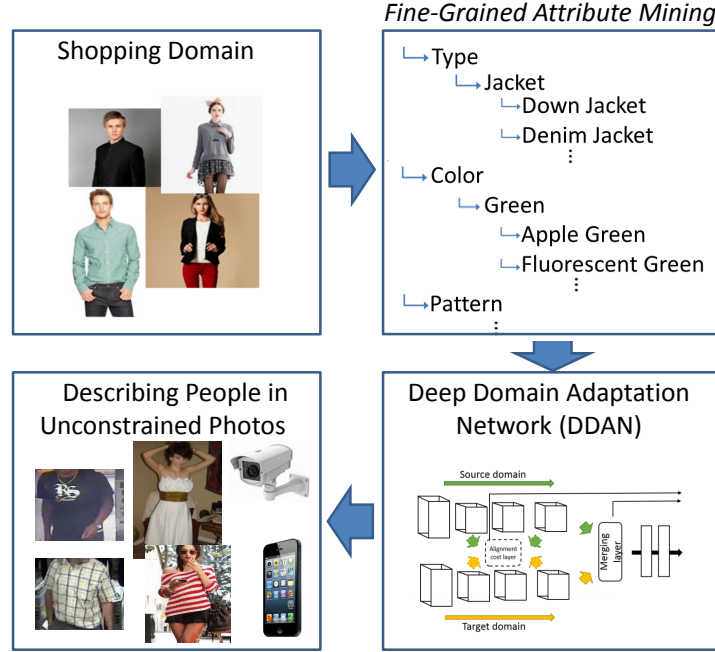 Fine-Grained Attribute Mining
Shopping Domain
Type
Jacket
Down Jacket
Denim Jacket
⋮
Color
Green
Apple Green
Fluorescent Green
⋮
Pattern
⋮
Describing People in
Unconstrained Photos
Deep Domain Adaptation
Network (DDAN)
Source domain
Alignment
cost layer
Merging
layer
Target domain